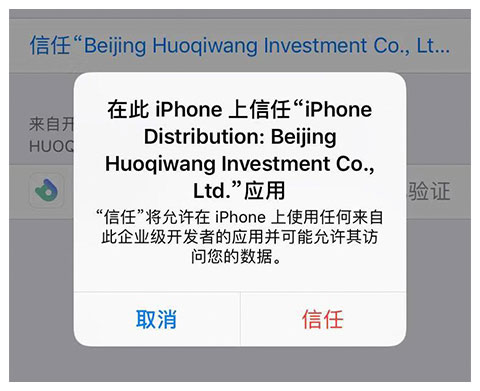 信任“Beijing Huoqiwang Investment Co., Lt...
在此 iPhone 上信任“iPhone
Distribution: Beijing
Huoqiwang Investment Co.,
Ltd.”应用
“信任”将允许在 iPhone 上使用任何来自
此企业级开发者的应用并可能允许其访
问您的数据。
来自开
HUOQ
验证
取消
信任